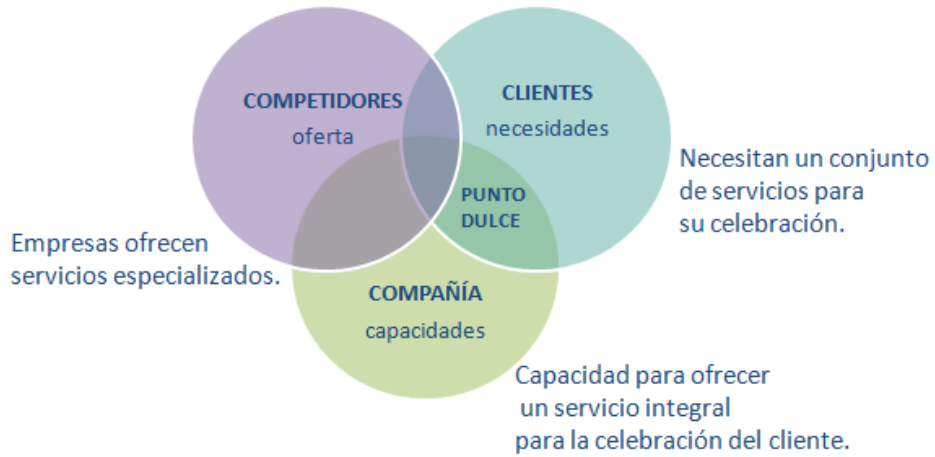 COMPETIDORES
oferta
CLIENTES
necesidades
Necesitan un conjunto
de servicios para
su celebración.
PUNTO
DULCE
Empresas ofrecen
servicios especializados.
COMPAÑÍA
capacidades
Capacidad para ofrecer
un servicio integral
para la celebración del cliente.